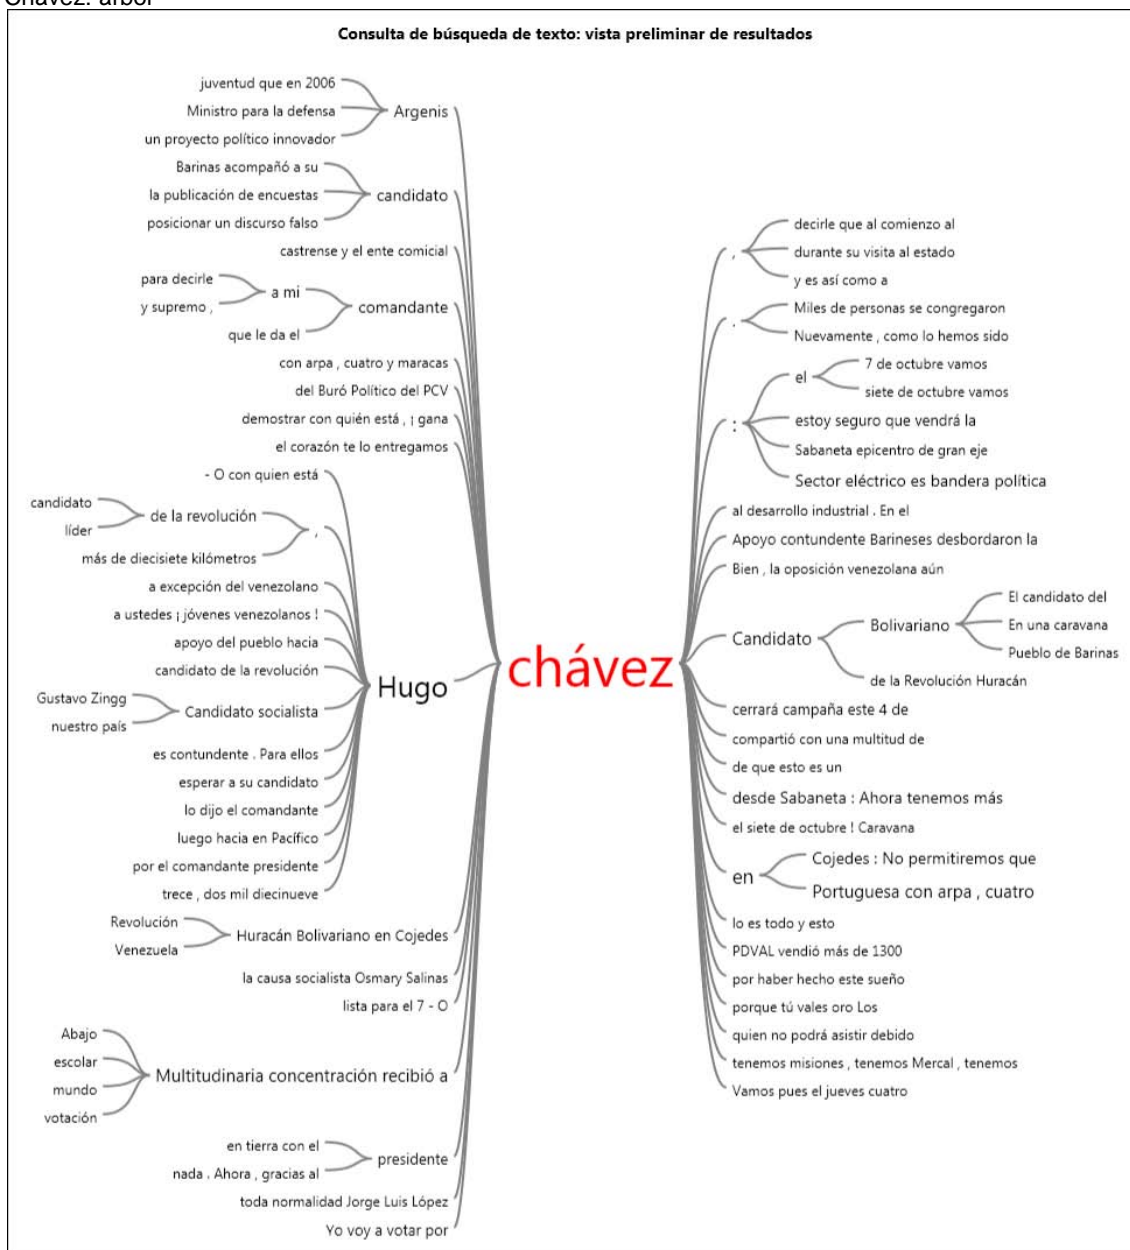 Chávez: árbol
Consulta de búsqueda de texto: vista preliminar de resultados
juventud que en 2006
Ministro para la defensa
un proyecto político innovador
Argenis
Barinas acompañó a su
la publicación de encuestas
posicionar un discurso falso
candidato
castrense y el ente comicial
para decirle
y supremo ,
a mi
que le da el
comandante
con arpa , cuatro y maracas
del Buró Político del PCV
demostrar con quién está , ¡ gana
el corazón te lo entregamos
- O con quien está
candidato
líder
de la revolución
más de diecisiete kilómetros
,
a excepción del venezolano
a ustedes ¡ jóvenes venezolanos !
apoyo del pueblo hacia
candidato de la revolución
Gustavo Zingg
nuestro país
Candidato socialista
es contundente . Para ellos
esperar a su candidato
lo dijo el comandante
luego hacia en Pacífico
por el comandante presidente
trece , dos mil diecinueve
Hugo
Revolución
Venezuela
Huracán Bolivariano en Cojedes
la causa socialista Osmary Salinas
lista para el 7 - O
Abajo
escolar
mundo
votación
Multitudinaria concentración recibió a
en tierra con el
nada . Ahora , gracias al
presidente
toda normalidad Jorge Luis López
Yo voy a votar por
chávez
,
decirle que al comienzo al
durante su visita al estado
y es así como a
.
Miles de personas se congregaron
Nuevamente , como lo hemos sido
:
el
7 de octubre vamos
siete de octubre vamos
estoy seguro que vendrá la
Sabaneta epicentro de gran eje
Sector eléctrico es bandera política
al desarrollo industrial . En el
Apoyo contundente Barineses desbordaron la
Bien , la oposición venezolana aún
Candidato
Bolivariano
El candidato del
En una caravana
Pueblo de Barinas
de la Revolución Huracán
cerrará campaña este 4 de
compartió con una multitud de
de que esto es un
desde Sabaneta : Ahora tenemos más
el siete de octubre ! Caravana
en
Cojedes : No permitiremos que
Portuguesa con arpa , cuatro
lo es todo y esto
PDVAL vendió más de 1300
por haber hecho este sueño
porque tú vales oro Los
quien no podrá asistir debido
tenemos misiones , tenemos Mercal , tenemos
Vamos pues el jueves cuatro